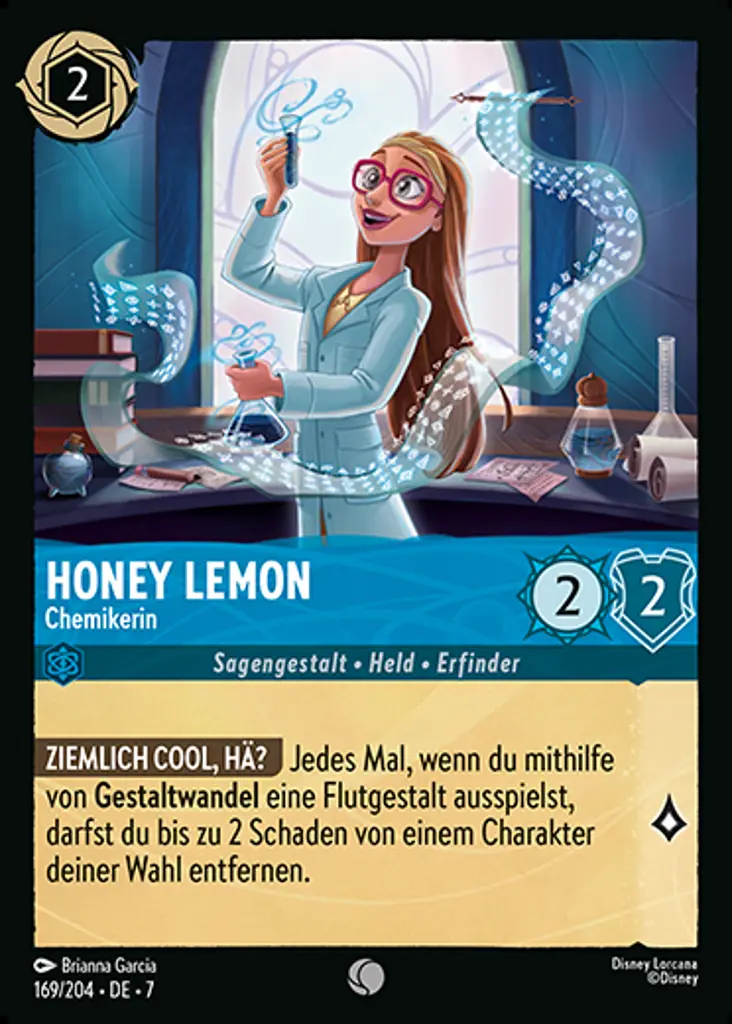 2
HONEY LEMON
Chemikerin
2
2
Sagengestalt • Held • Erfinder
ZIEMLICH COOL, HÄ? Jedes Mal, wenn du mithilfe
von Gestaltwandel eine Flutgestalt ausspielst,
darfst du bis zu 2 Schaden von einem Charakter
deiner Wahl entfernen.
Brianna Garcia
169/204 • DE • 7
Disney Lorcana
©Disney